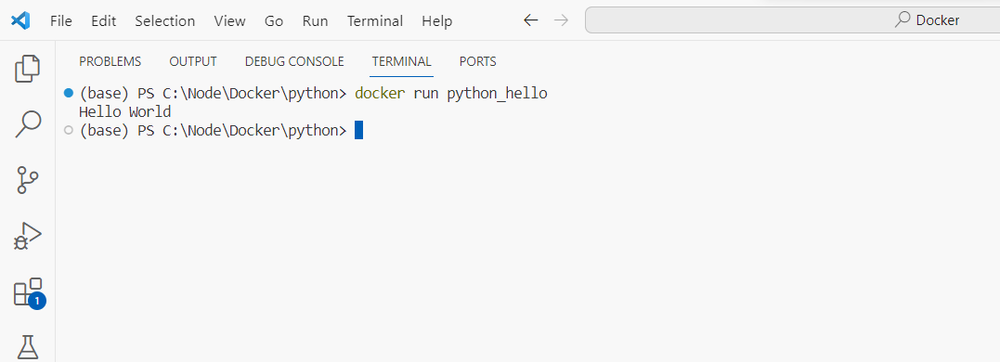 File Edit Selection View Go Run Terminal Help Docker
PROBLEMS OUTPUT DEBUG CONSOLE TERMINAL PORTS
(base) PS C:\Node\Docker\python> docker run python_hello
Hello World
(base) PS C:\Node\Docker\python>
1